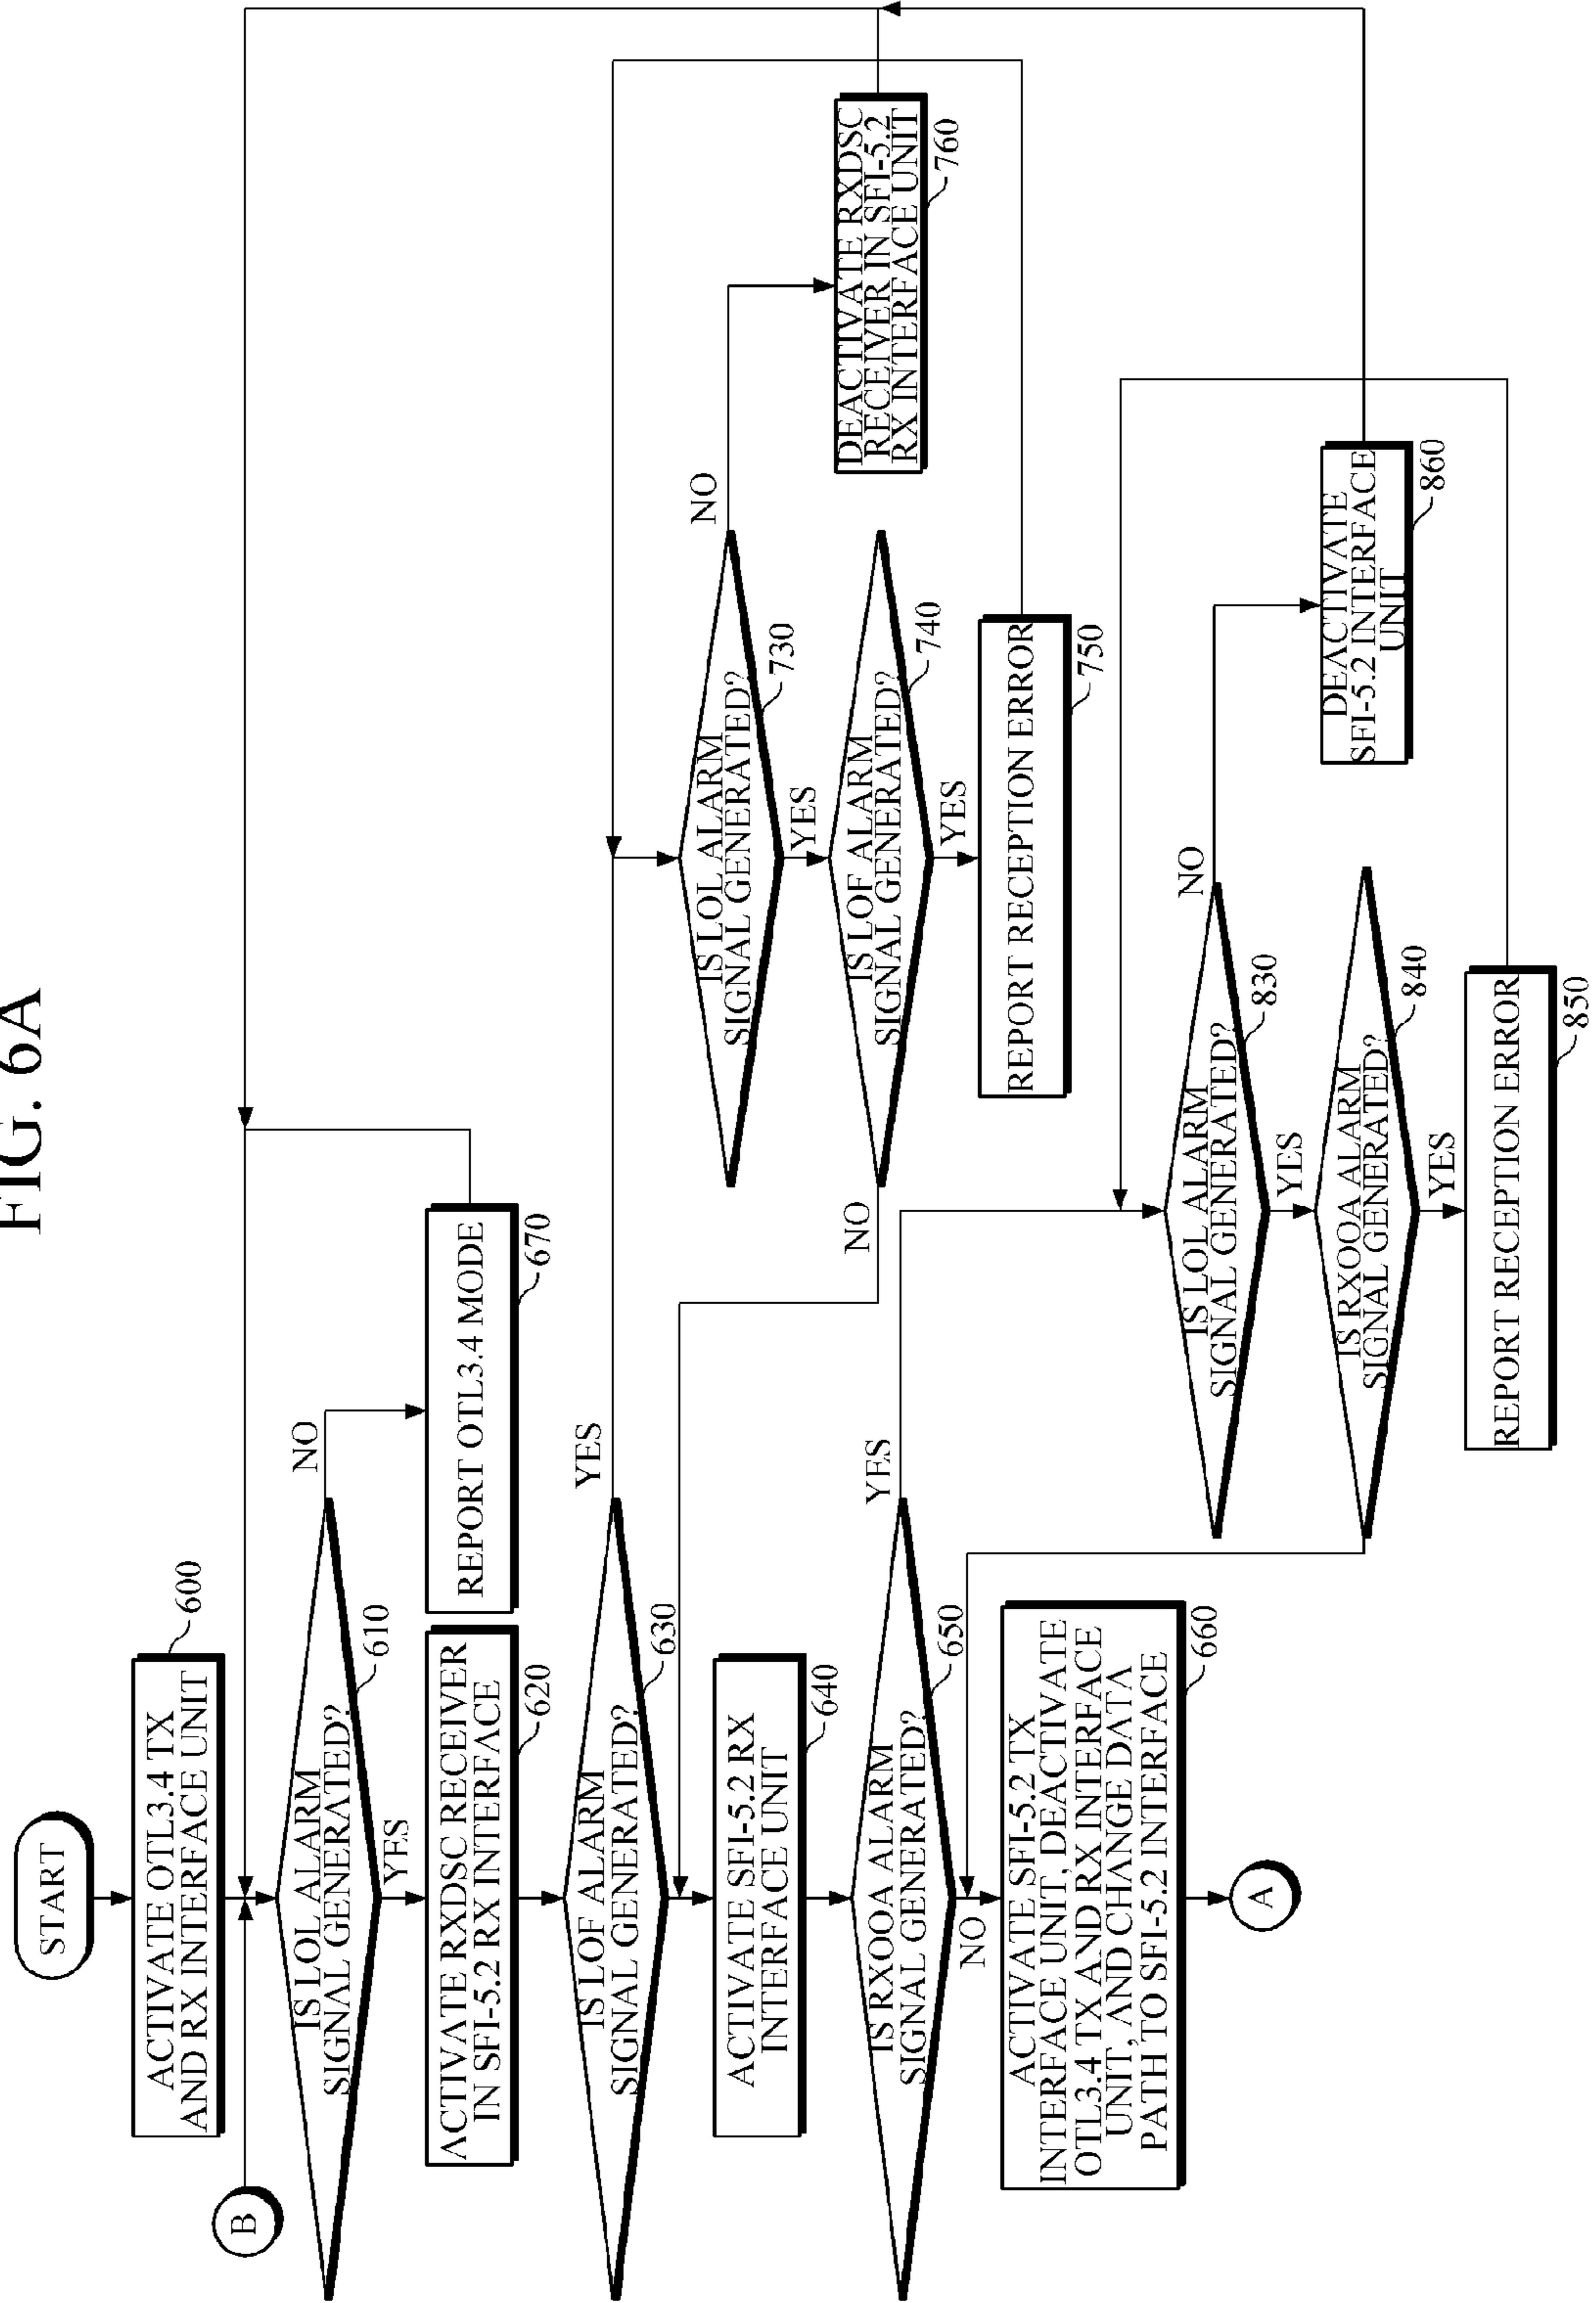 FIG. 6A
START
ACTIVATE OTL3.4 TX
AND RX INTERFACE UNIT
600
B
IS LOL ALARM
SIGNAL GENERATED?
610
NO
YES
ACTIVATE RXDSC RECEIVER
IN SFI-5.2 RX INTERFACE
620
REPORT OTL3.4 MODE
670
IS LOF ALARM
SIGNAL GENERATED?
630
YES
ACTIVATE SFI-5.2 RX
INTERFACE UNIT
640
IS RXOOA ALARM
SIGNAL GENERATED?
650
YES
NO
ACTIVATE SFI-5.2 TX
INTERFACE UNIT, DEACTIVATE
OTL3.4 TX AND RX INTERFACE
UNIT, AND CHANGE DATA
PATH TO SFI-5.2 INTERFACE
660
A
IS LOL ALARM
SIGNAL GENERATED?
730
NO
YES
IS LOF ALARM
SIGNAL GENERATED?
740
NO
YES
REPORT RECEPTION ERROR
750
DEACTIVATE RXDSC
RECEIVER IN SFI-5.2
RX INTERFACE UNIT
760
IS LOL ALARM
SIGNAL GENERATED?
830
NO
YES
IS RXOOA ALARM
SIGNAL GENERATED?
840
YES
REPORT RECEPTION ERROR
850
DEACTIVATE
SFI-5.2 INTERFACE
UNIT
860